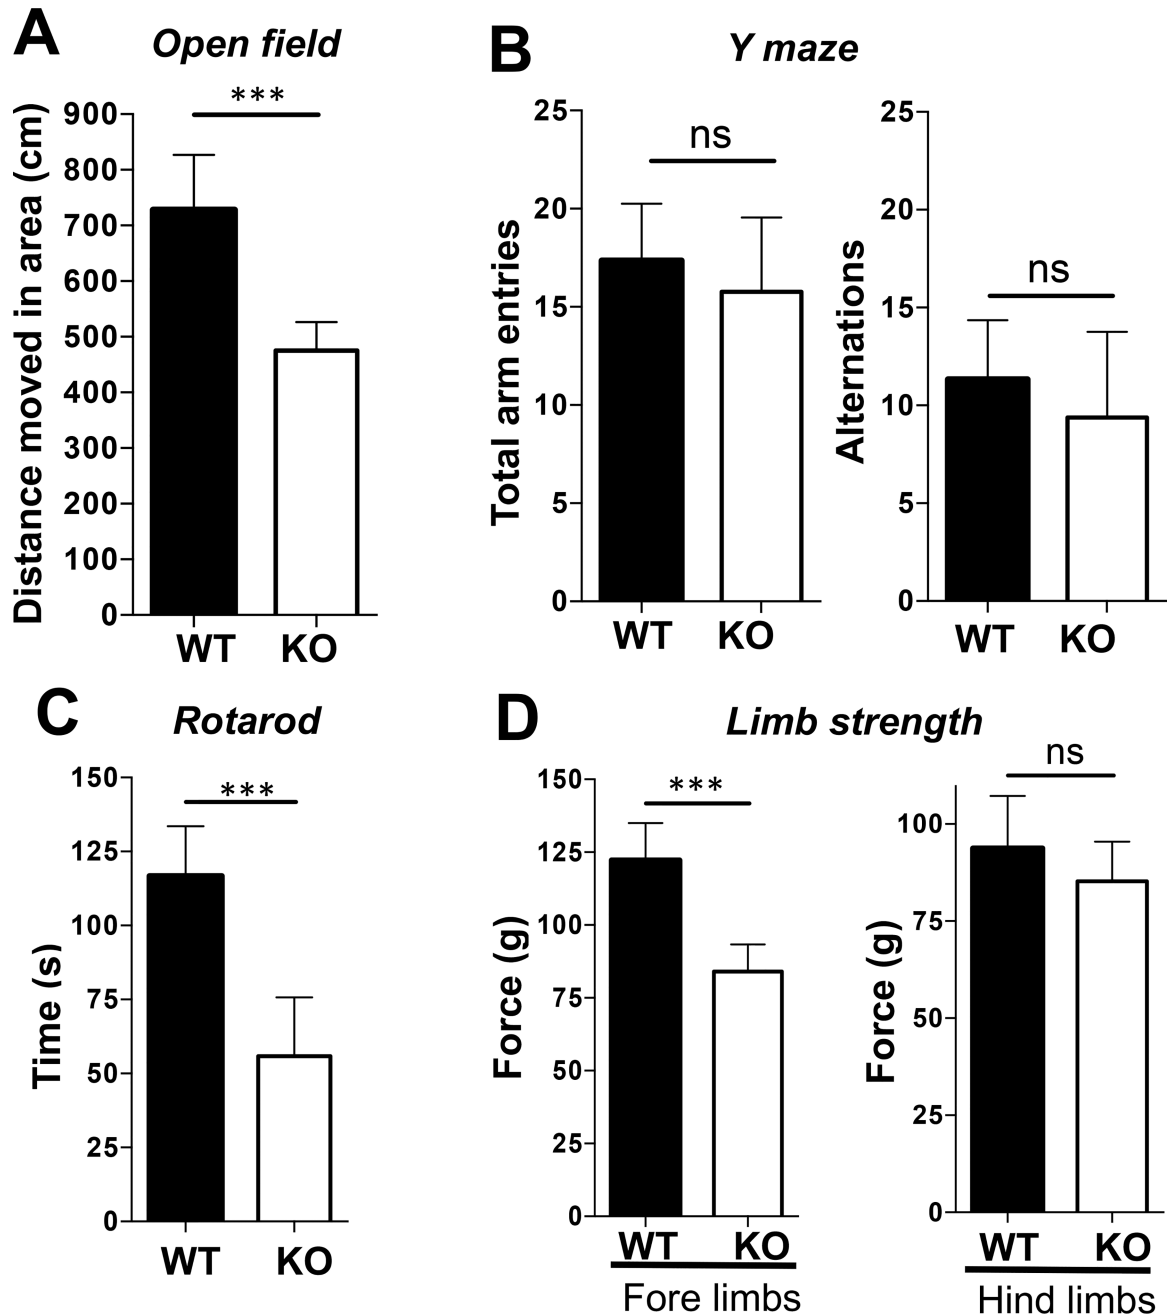 A
Open field
***
Distance moved in area (cm)
900
800
700
600
500
400
300
200
100
0
WT KO
B
Y maze
ns
Total arm entries
25
20
15
10
5
0
WT KO
ns
Alternations
25
20
15
10
5
0
WT KO
C
Rotarod
***
Time (s)
150
125
100
75
50
25
0
WT KO
D
Limb strength
***
Force (g)
150
125
100
75
50
25
0
WT KO
Fore limbs
ns
Force (g)
100
75
50
25
0
WT KO
Hind limbs